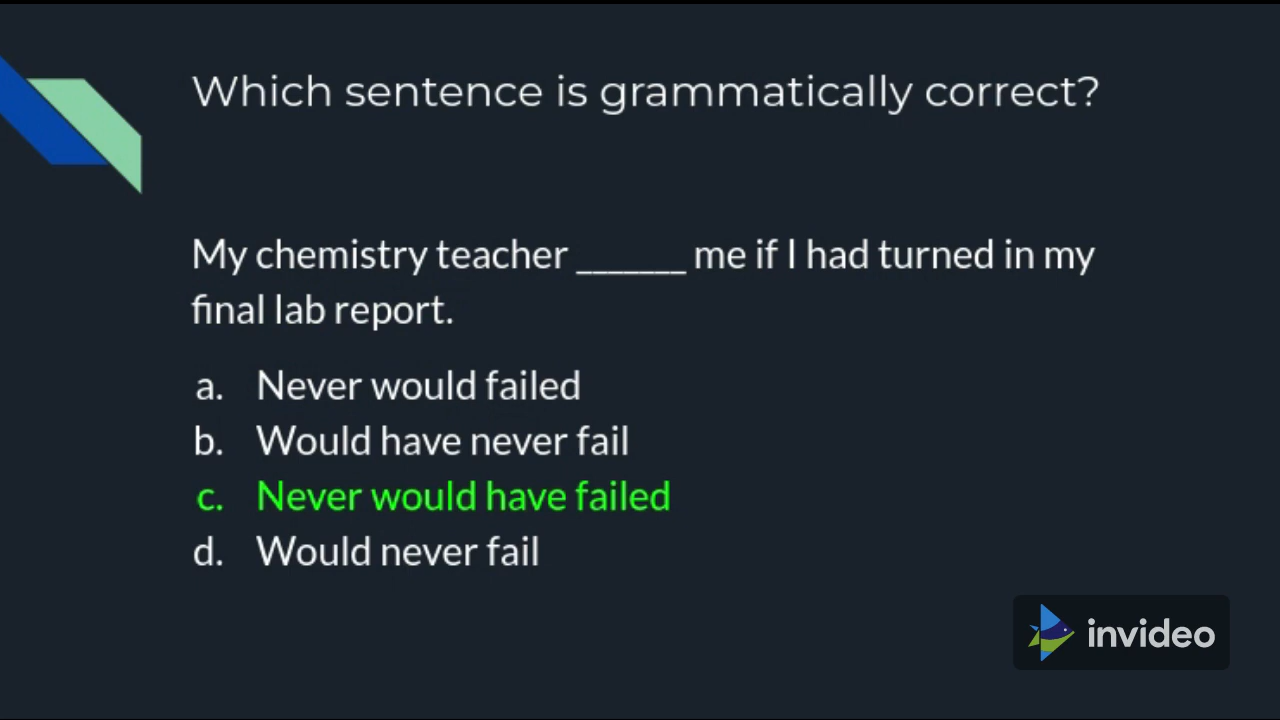 Which sentence is grammatically correct?
My chemistry teacher _______ me if I had turned in my
final lab report.
a. Never would failed
b. Would have never fail
c. Never would have failed
d. Would never fail
invideo